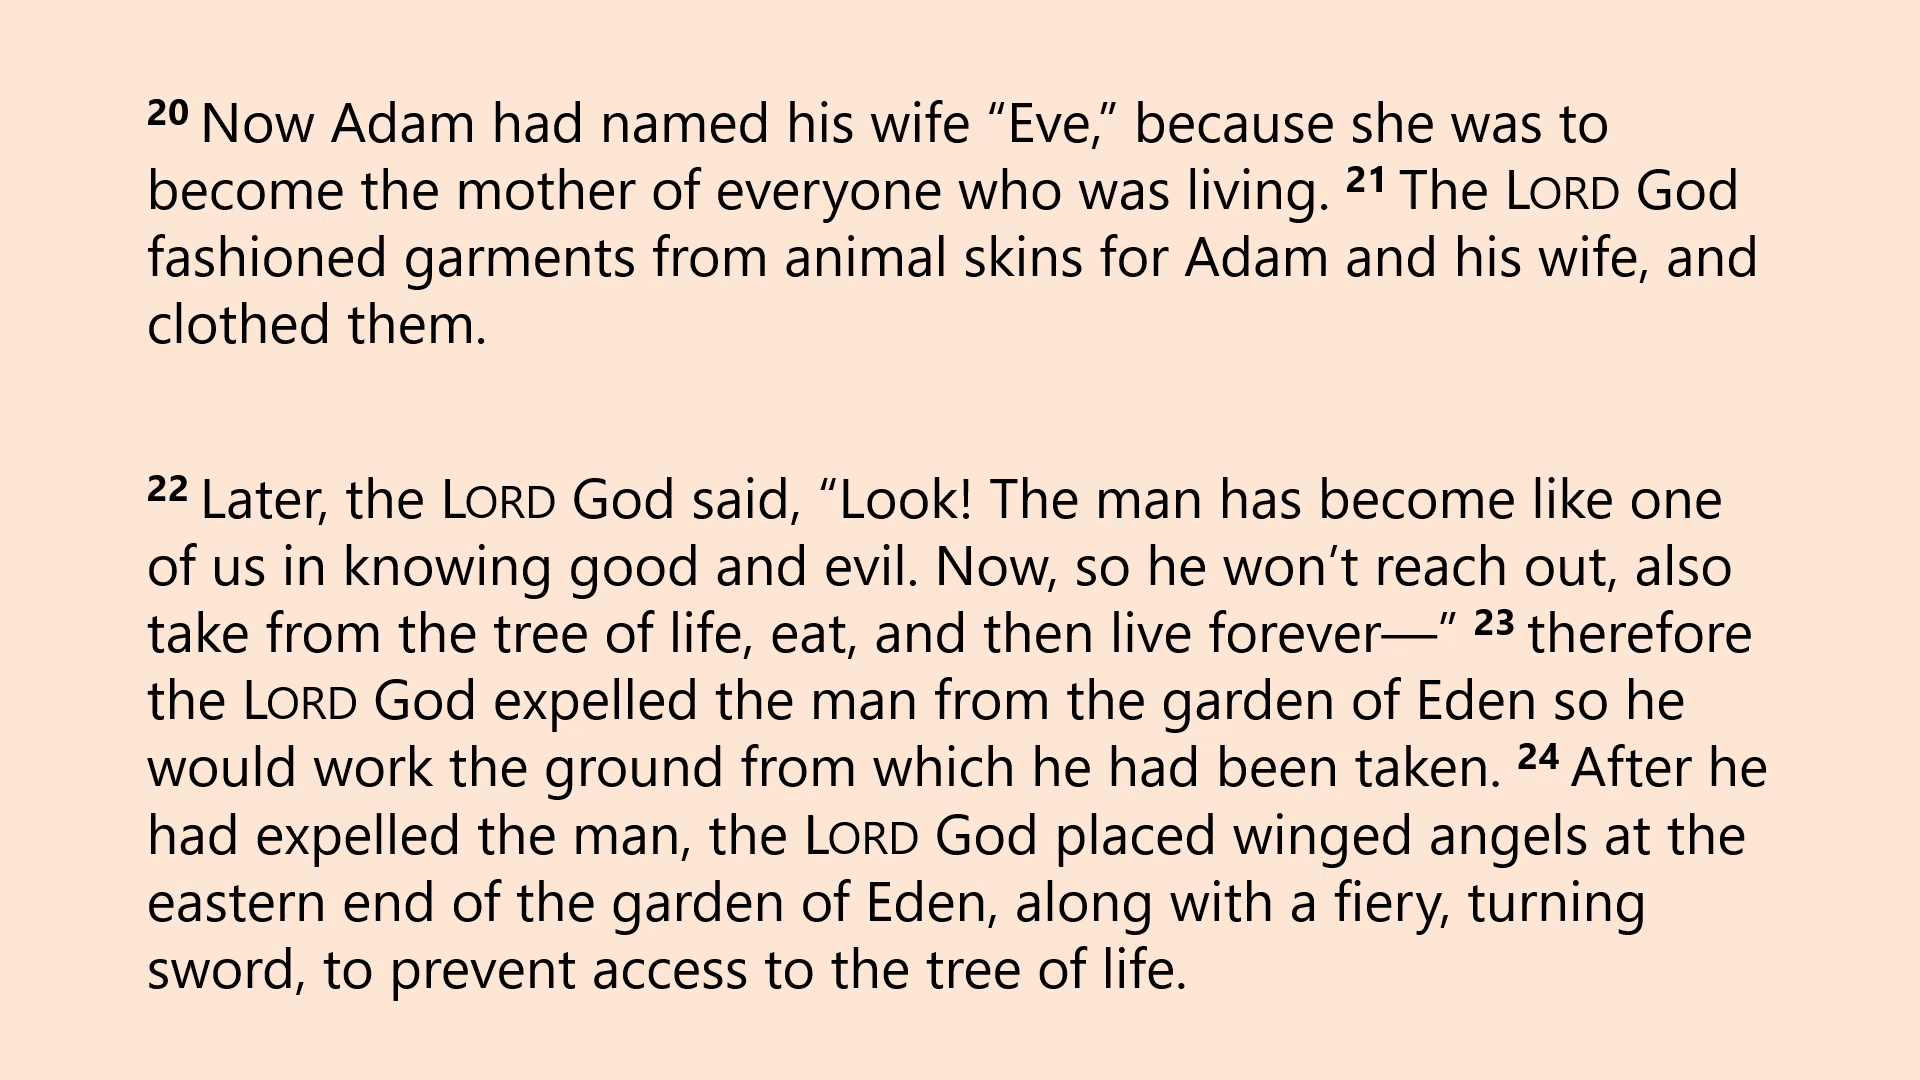 20 Now Adam had named his wife “Eve,” because she was to
become the mother of everyone who was living. 21 The LORD God
fashioned garments from animal skins for Adam and his wife, and
clothed them.
22 Later, the LORD God said, “Look! The man has become like one
of us in knowing good and evil. Now, so he won’t reach out, also
take from the tree of life, eat, and then live forever—” 23 therefore
the LORD God expelled the man from the garden of Eden so he
would work the ground from which he had been taken. 24 After he
had expelled the man, the LORD God placed winged angels at the
eastern end of the garden of Eden, along with a fiery, turning
sword, to prevent access to the tree of life.